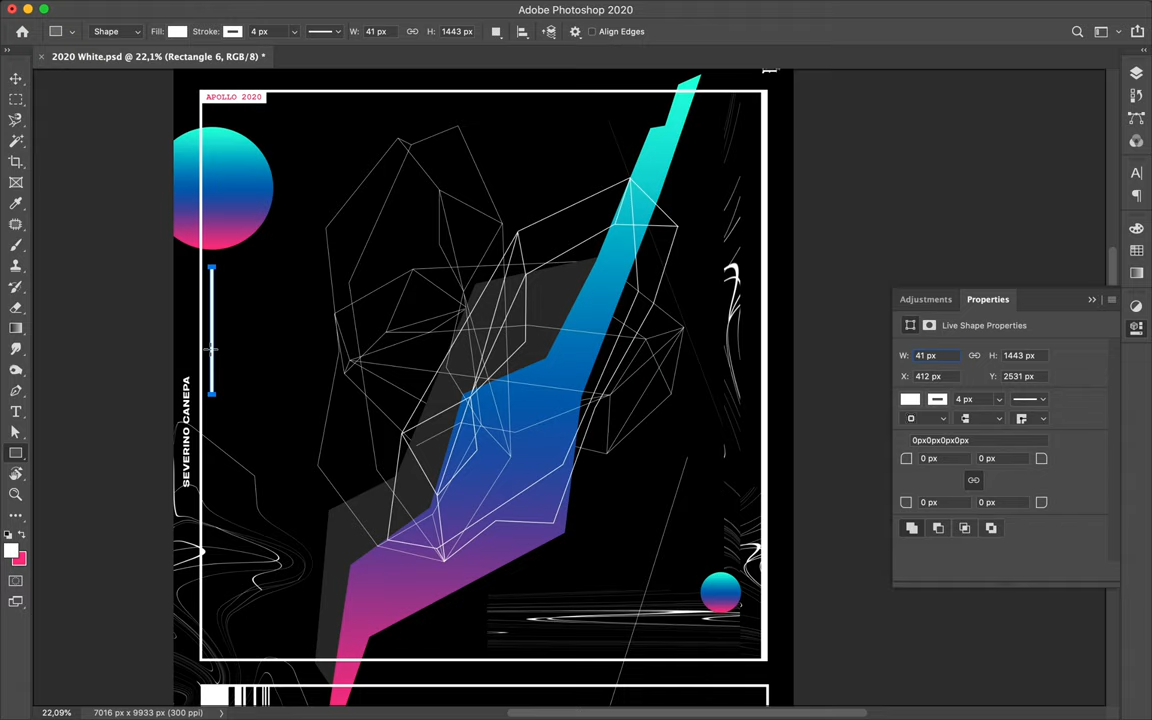 Adobe Photoshop 2020
Shape Fill: Stroke: 4 px W: 41 px H: 1443 px Align Edges
2020 White.psd @ 22,1% (Rectangle 6, RGB/8) *
APOLLO 2020
SEVERINO CANEPA
Adjustments Properties
Live Shape Properties
W: 41 px H: 1443 px
X: 412 px Y: 2531 px
4 px
0px0px0px0px
0 px 0 px
0 px 0 px
22,09% 7016 px x 9933 px (300 ppi)